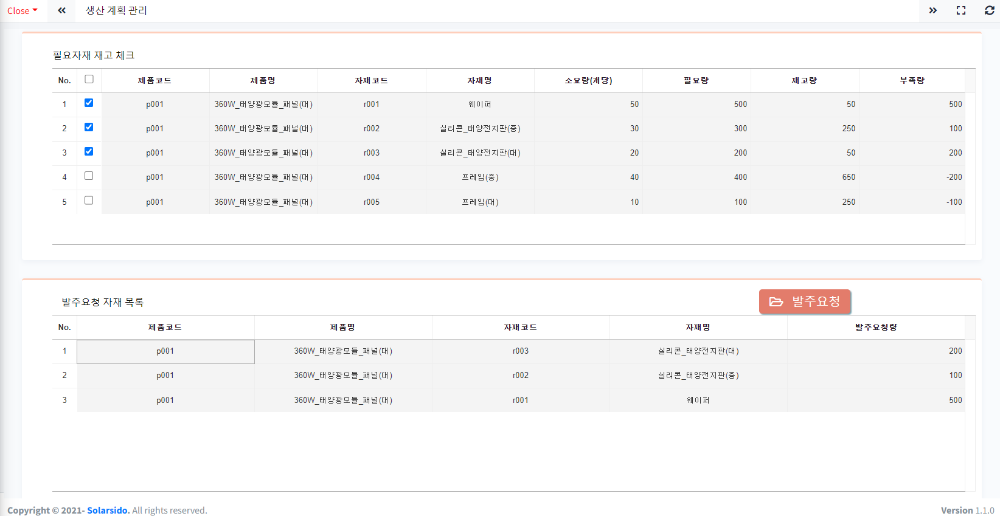 Close 생산 계획 관리
필요자재 재고 체크
No. 제품코드 제품명 자재코드 자재명 소요량(개당) 필요량 재고량 부족량
1 p001 360W_태양광모듈_패널(대) r001 웨이퍼 50 500 50 500
2 p001 360W_태양광모듈_패널(대) r002 실리콘_태양전지판(중) 30 300 250 100
3 p001 360W_태양광모듈_패널(대) r003 실리콘_태양전지판(대) 20 200 50 200
4 p001 360W_태양광모듈_패널(대) r004 프레임(중) 40 400 650 -200
5 p001 360W_태양광모듈_패널(대) r005 프레임(대) 10 100 250 -100
발주요청 자재 목록 발주요청
No. 제품코드 제품명 자재코드 자재명 발주요청량
1 p001 360W_태양광모듈_패널(대) r003 실리콘_태양전지판(대) 200
2 p001 360W_태양광모듈_패널(대) r002 실리콘_태양전지판(중) 100
3 p001 360W_태양광모듈_패널(대) r001 웨이퍼 500
Copyright © 2021- Solarsido. All rights reserved. Version 1.1.0